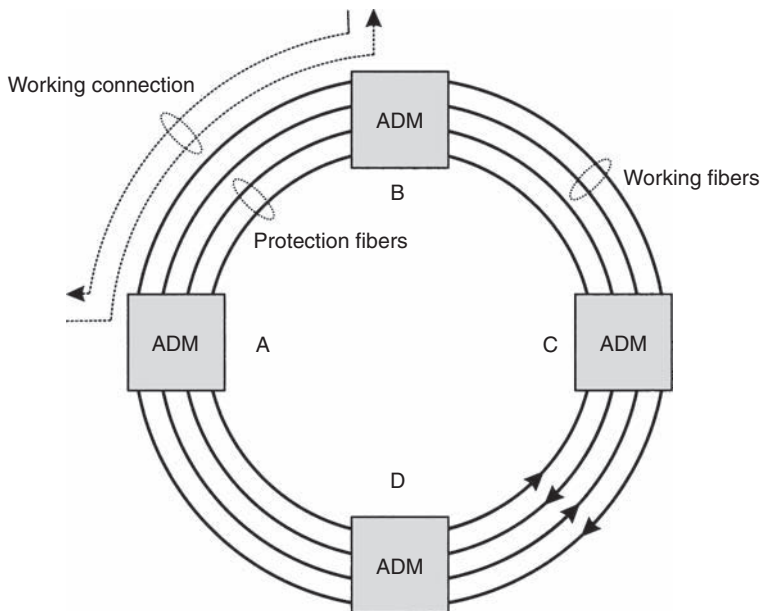 Working connection
ADM
B
Working fibers
Protection fibers
ADM
A
C
ADM
D
ADM